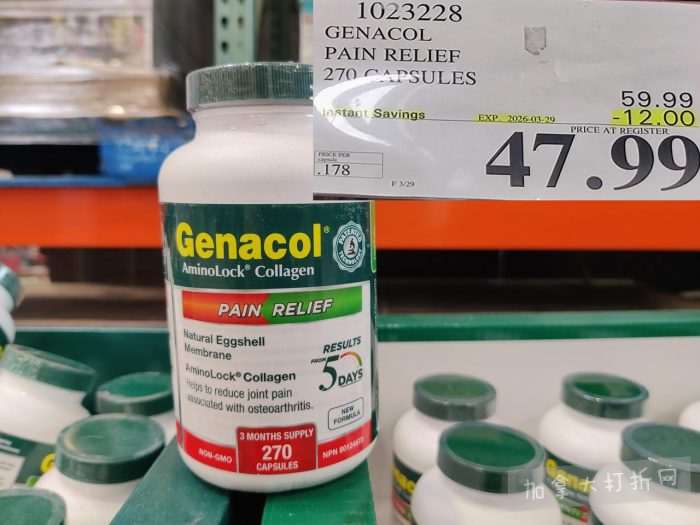 1023228
GENACOL
PAIN RELIEF
270 CAPSULES
59.99
Instant Savings
EXP. 2026-03-29
-12.00
PRICE AT REGISTER
47.99
PRICE PER
capsule
.178
F 3/29
Genacol®
PATENTED
TECHNOLOGY
AminoLock® Collagen
PAIN RELIEF
Natural Eggshell
Membrane
AminoLock® Collagen
Helps to reduce joint pain
associated with osteoarthritis.
RESULTS
FROM 5 DAYS
NEW
FORMULA
NON-GMO
3 MONTHS SUPPLY
270
CAPSULES
Genac
加拿大打折网